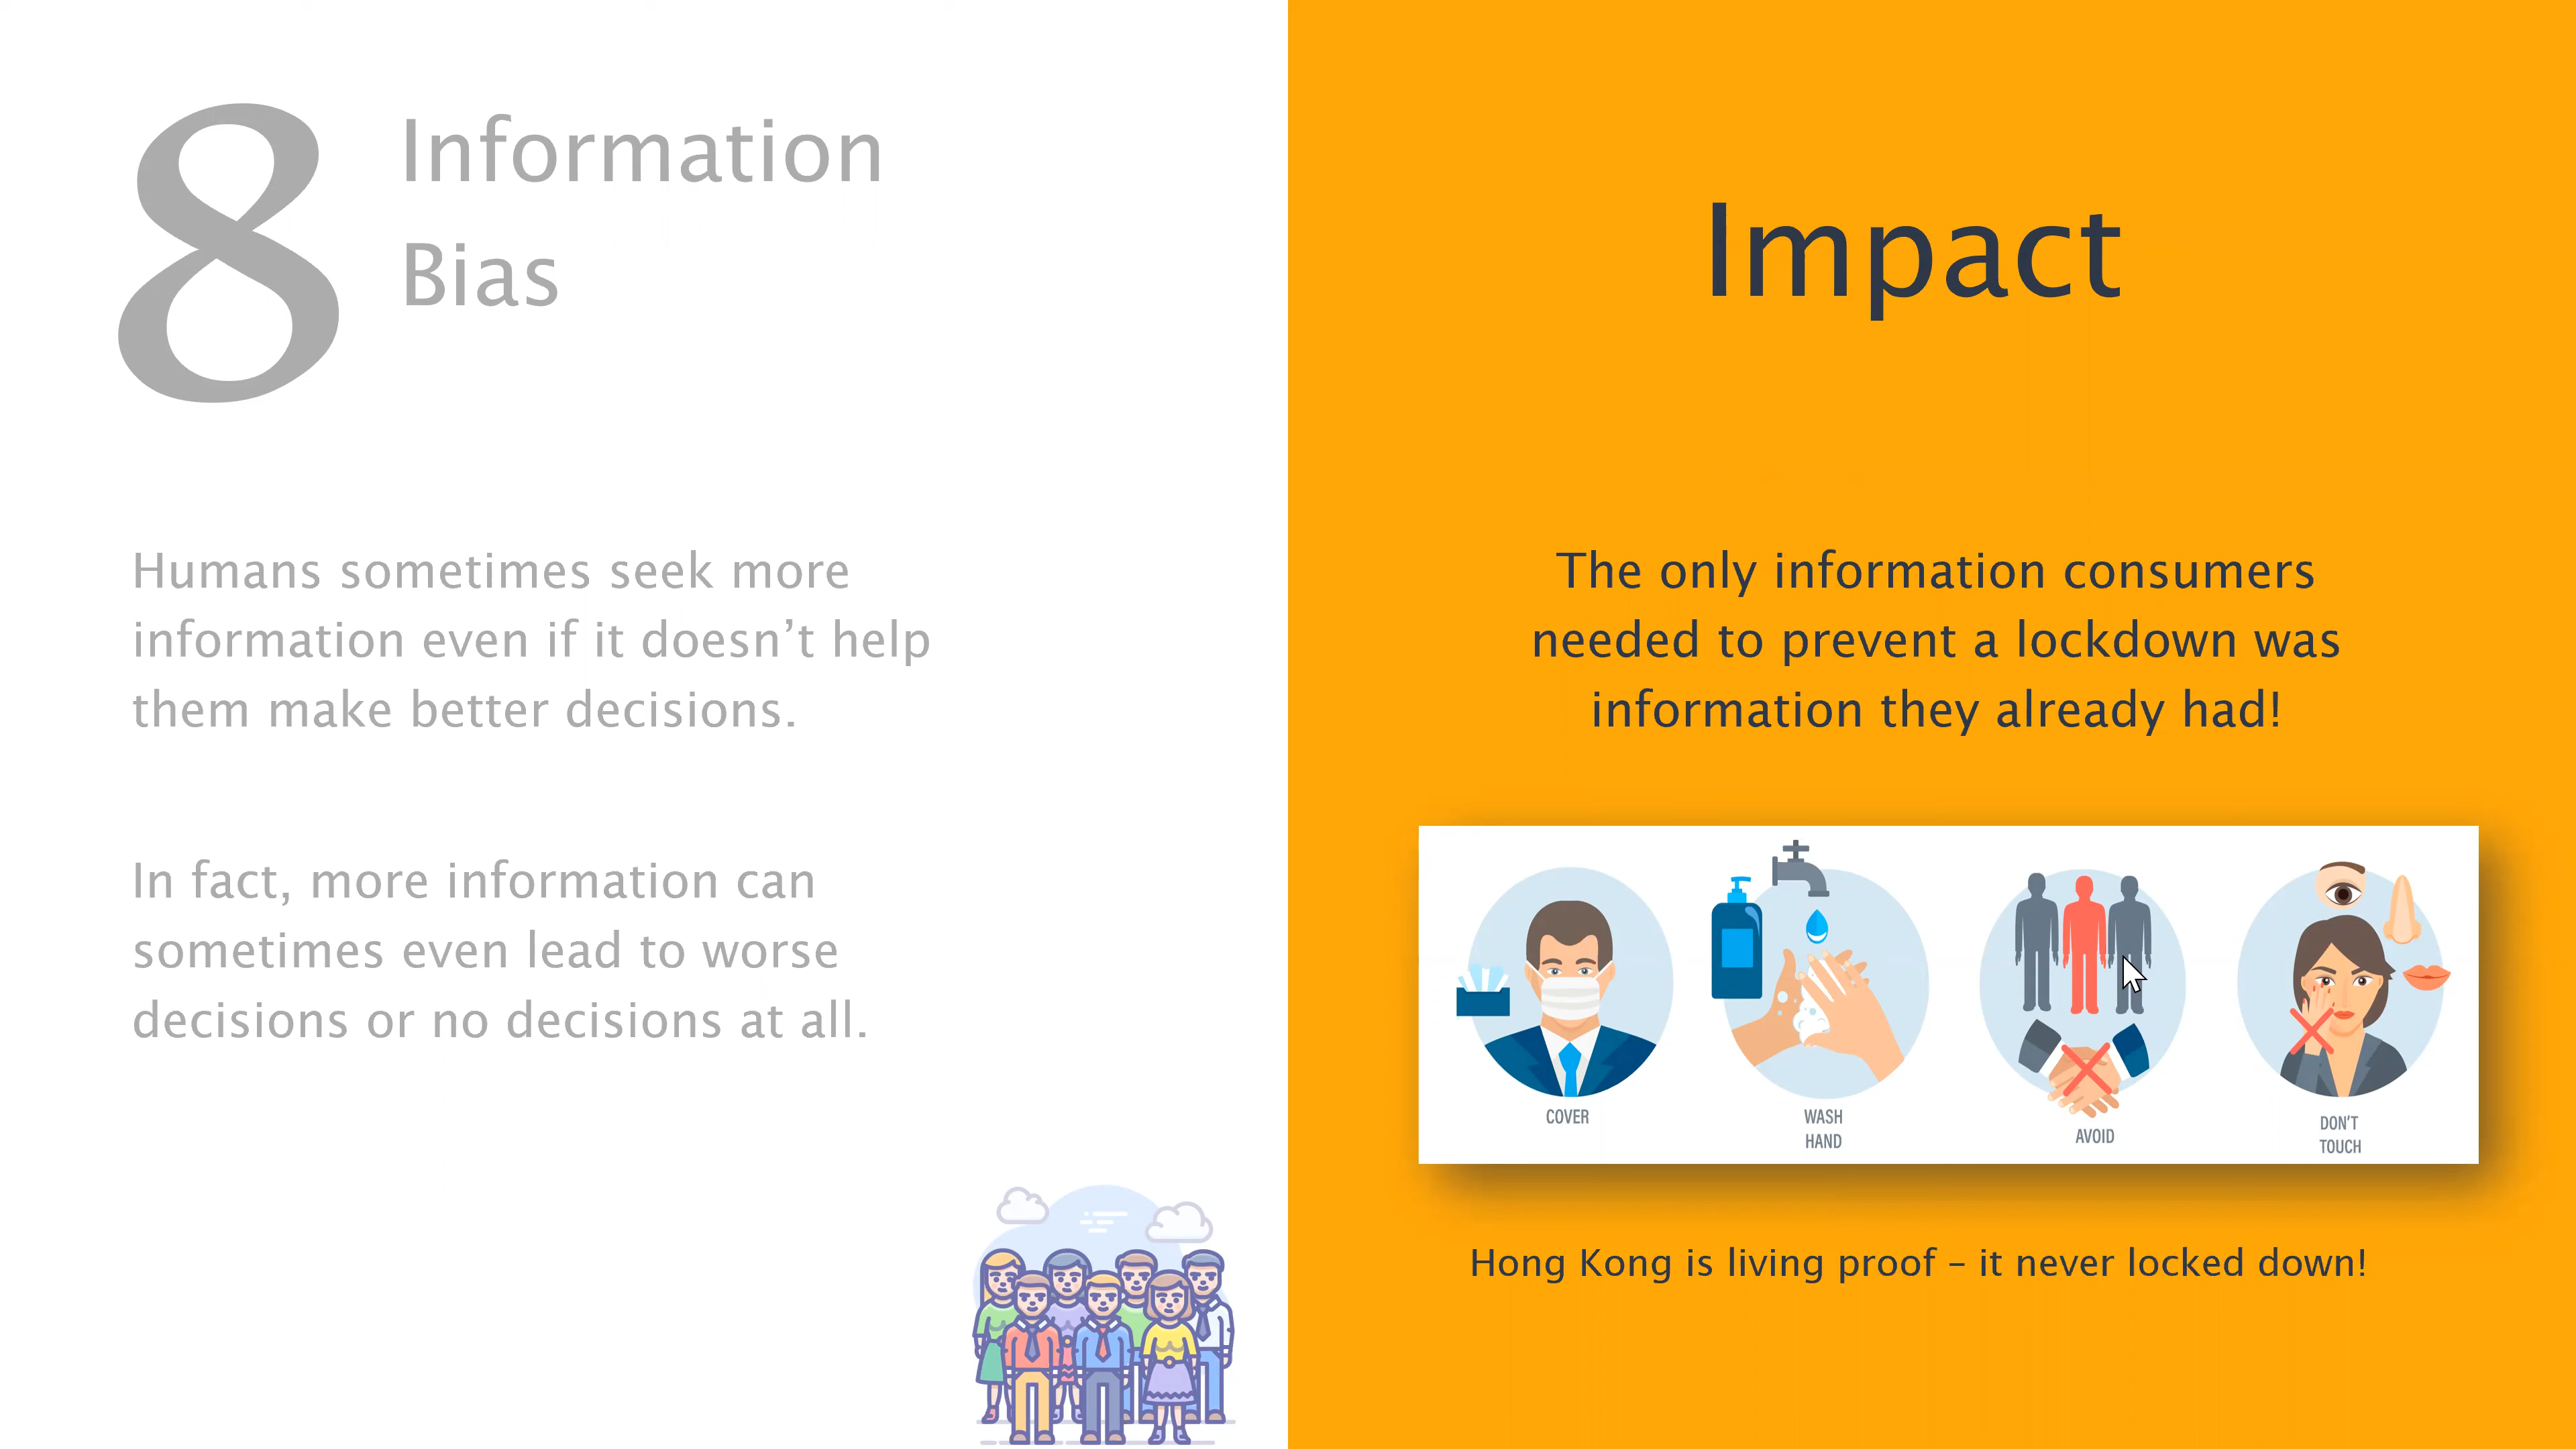 8
Information
Bias
Humans sometimes seek more
information even if it doesn’t help
them make better decisions.
In fact, more information can
sometimes even lead to worse
decisions or no decisions at all.
Impact
The only information consumers
needed to prevent a lockdown was
information they already had!
COVER
WASH
HAND
AVOID
DON'T
TOUCH
Hong Kong is living proof – it never locked down!